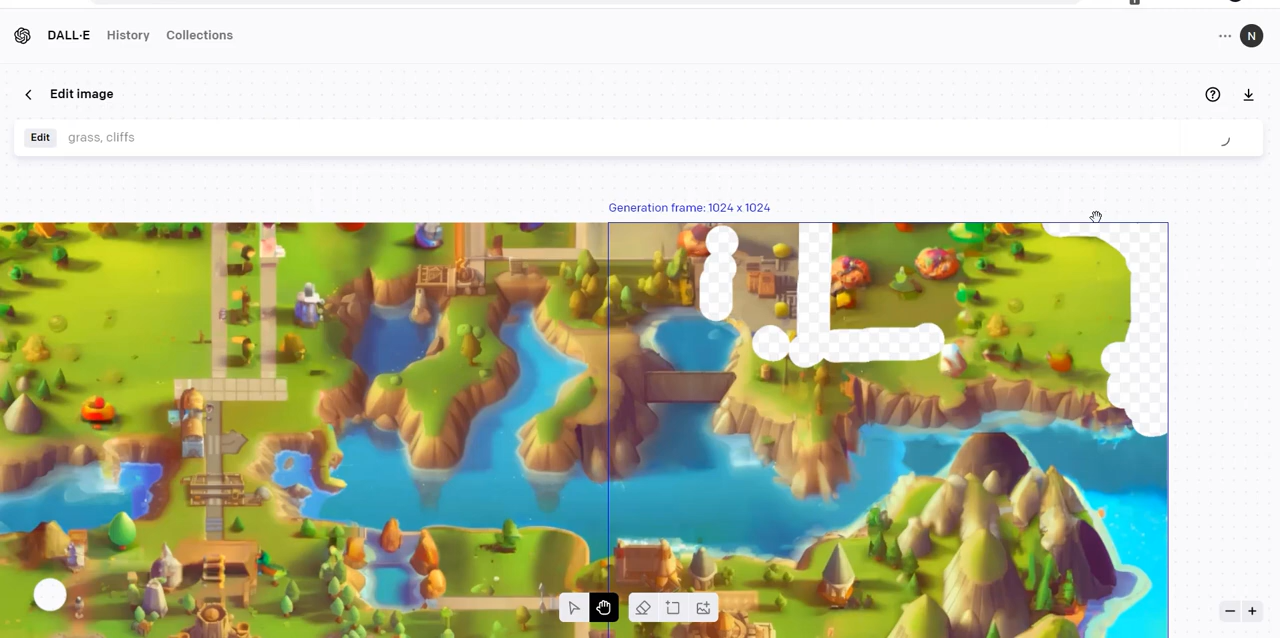 DALL·E History Collections
N
Edit image
Edit grass, cliffs
Generation frame: 1024 x 1024